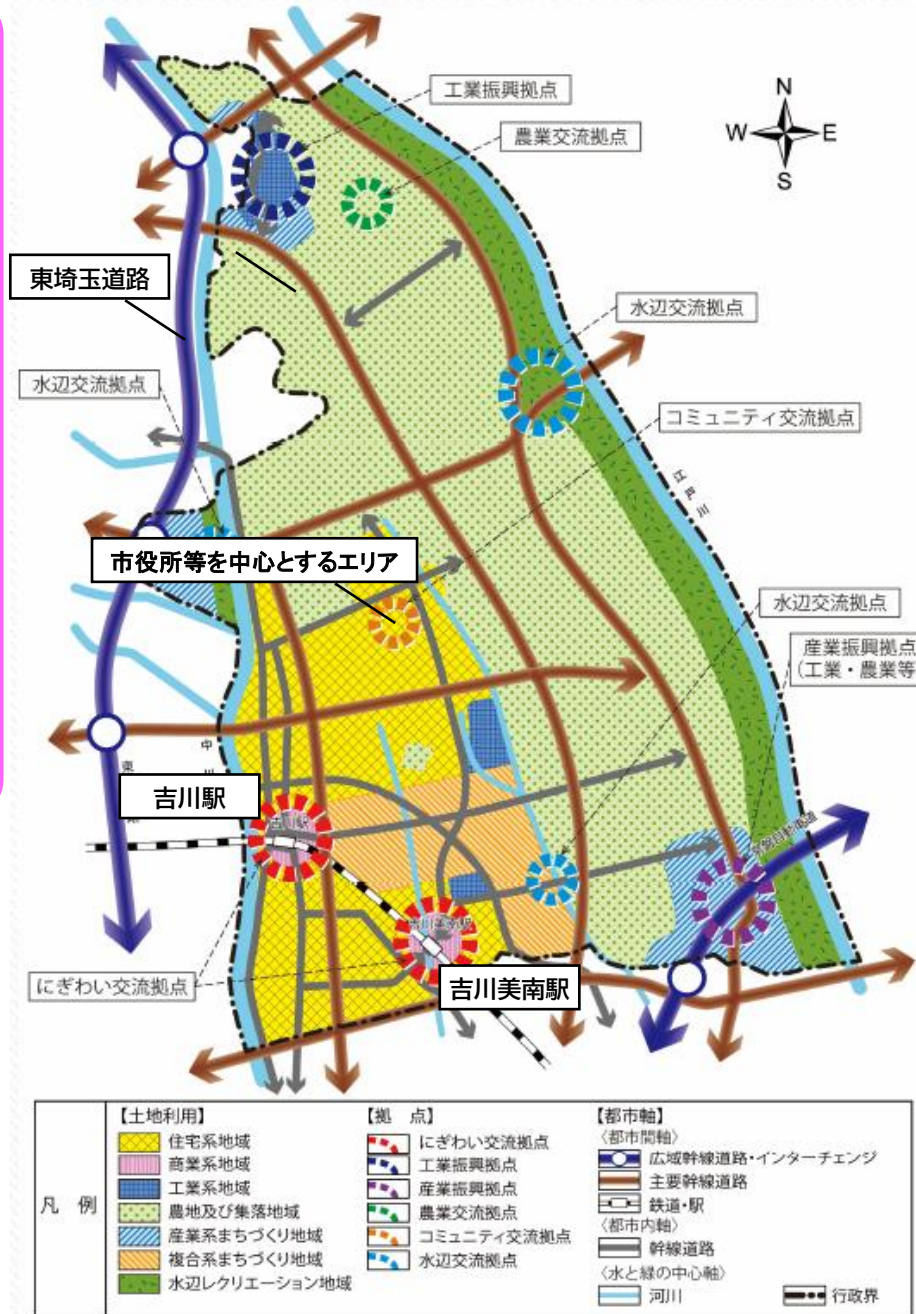 工業振興拠点
農業交流拠点
N
W
E
S
東埼玉道路
水辺交流拠点
水辺交流拠点
コミュニティ交流拠点
江戸川
市役所等を中心とするエリア
水辺交流拠点
産業振興拠点
(工業・農業等
中
東
吉川駅
吉川駅
吉川美南駅
吉川美南駅
にぎわい交流拠点
凡 例
【土地利用】
住宅系地域
商業系地域
工業系地域
農地及び集落地域
産業系まちづくり地域
複合系まちづくり地域
水辺レクリエーション地域
【拠 点】
にぎわい交流拠点
工業振興拠点
産業振興拠点
農業交流拠点
コミュニティ交流拠点
水辺交流拠点
【都市軸】
〈都市間軸〉
広域幹線道路・インターチェンジ
主要幹線道路
鉄道・駅
〈都市内軸〉
幹線道路
〈水と緑の中心軸〉
河川
行政界